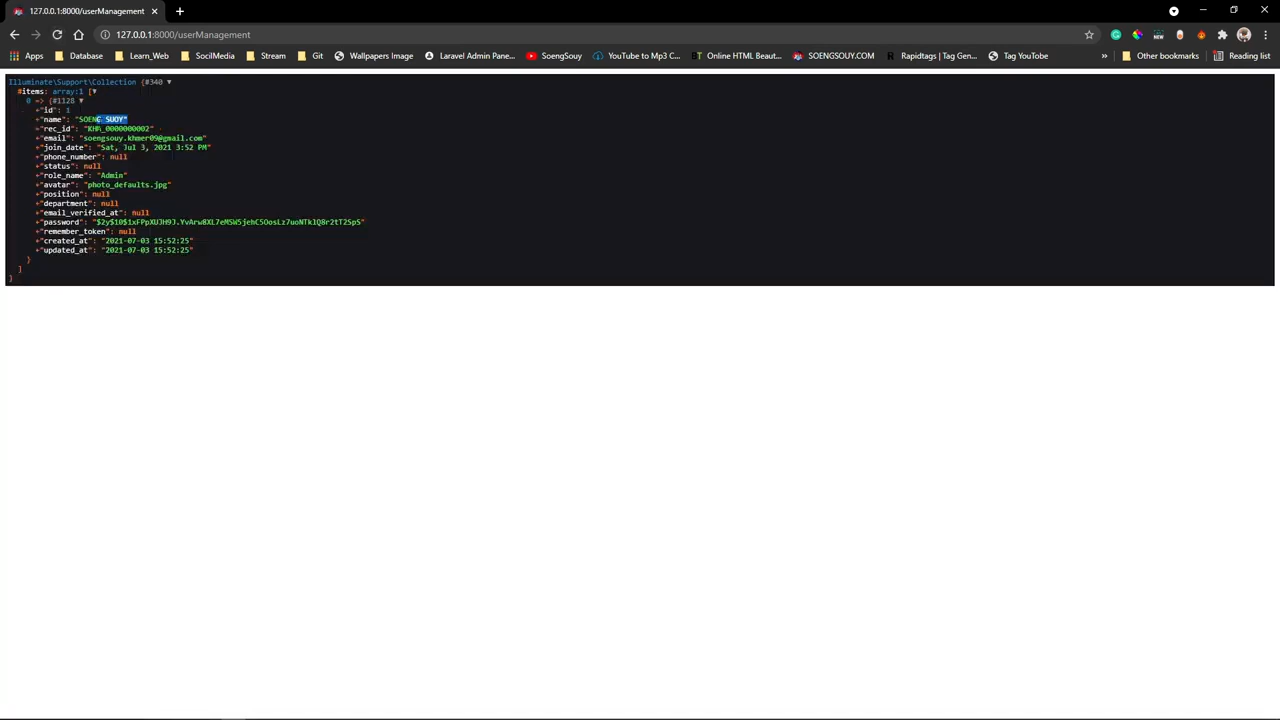 127.0.0.1:8000/userManagement
127.0.0.1:8000/userManagement
Apps Database Learn_Web SocilMedia Stream Git Wallpapers Image Laravel Admin Pane... SoengSouy YouTube to Mp3 C... Online HTML Beaut... SOENGSOUY.COM Rapidtags | Tag Gen... Tag YouTube » Other bookmarks Reading list
Illuminate\Support\Collection {#340 ▼
#items: array:1 [▼
0 => {#1128 ▼
+"id": 1
+"name": "SOENG SUOY"
+"rec_id": "KHA_0000000002"
+"email": "soengsouy.khmer09@gmail.com"
+"join_date": "Sat, Jul 3, 2021 3:52 PM"
+"phone_number": null
+"status": null
+"role_name": "Admin"
+"avatar": "photo_defaults.jpg"
+"position": null
+"department": null
+"email_verified_at": null
+"password":
+"remember_token": null
+"created_at": "2021-07-03 15:52:25"
+"updated_at": "2021-07-03 15:52:25"
}
]
}